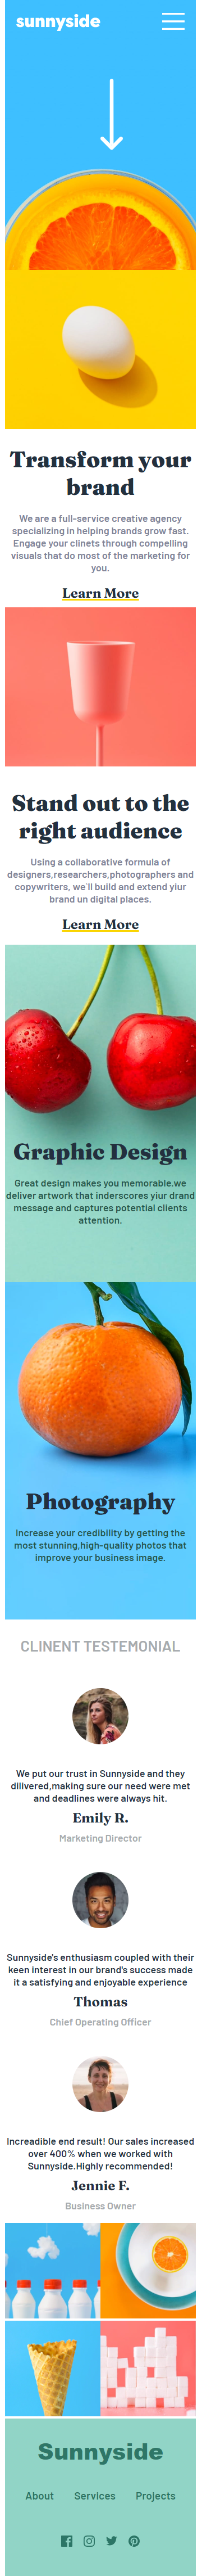 sunnyside
Transform your
brand
We are a full-service creative agency
specializing in helping brands grow fast.
Engage your clinets through compelling
visuals that do most of the marketing for
you.
Learn More
Stand out to the
right audience
Using a collaborative formula of
designers,researchers,photographers and
copywriters, we'll build and extend yiur
brand un digital places.
Learn More
Graphic Design
Great design makes you memorable.we
deliver artwork that inderscores yiur drand
message and captures potential clients
attention.
Photography
Increase your credibility by getting the
most stunning,high-quality photos that
improve your business image.
CLINENT TESTEMONIAL
We put our trust in Sunnyside and they
dilivered,making sure our need were met
and deadlines were always hit.
Emily R.
Marketing Director
Sunnyside's enthusiasm coupled with their
keen interest in our brand's success made
it a satisfying and enjoyable experience
Thomas
Chief Operating Officer
Increadible end result! Our sales increased
over 400% when we worked with
Sunnyside.Highly recommended!
Jennie F.
Business Owner
Sunnyside
About Services Projects